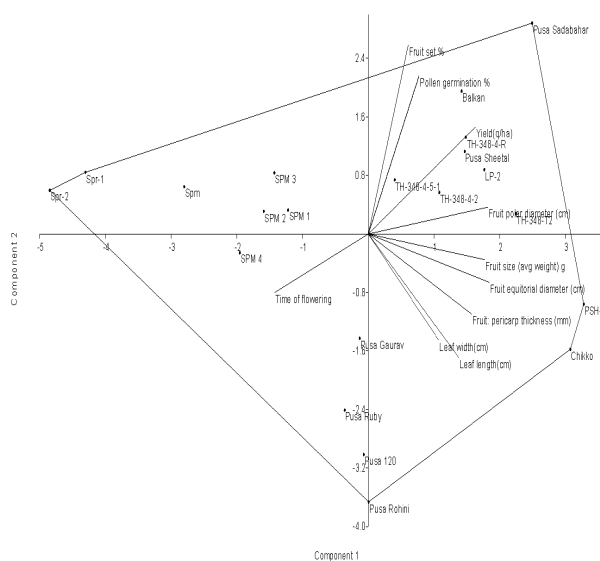 Pusa Sadabahar
Fruit set %
2.4
Pollen germination %
Balkan
1.6
Yield(q/ha)
TH-348-4-R
Pusa Sheetal
Spr-1
SPM 3
LP-2
0.8
TH-348-4-5-1
Spr-2
Spm
TH-348-4-2
SPM 2
SPM 1
Fruit poler diameter (cm)
TH-348-T2
-5
-4
-3
-2
-1
1
2
3
SPM 4
Fruit size (avg weight) g
Fruit equitorial diameter (cm)
Time of flowering
-0.8
PSH-
Fruit: pericarp thickness (mm)
Pusa Gaurav
-1.6
Leaf width(cm)
Chikko
Leaf length(cm)
-2.4
Pusa Ruby
Pusa 120
-3.2
Pusa Rohini
-4.0
Component 1
Component 2